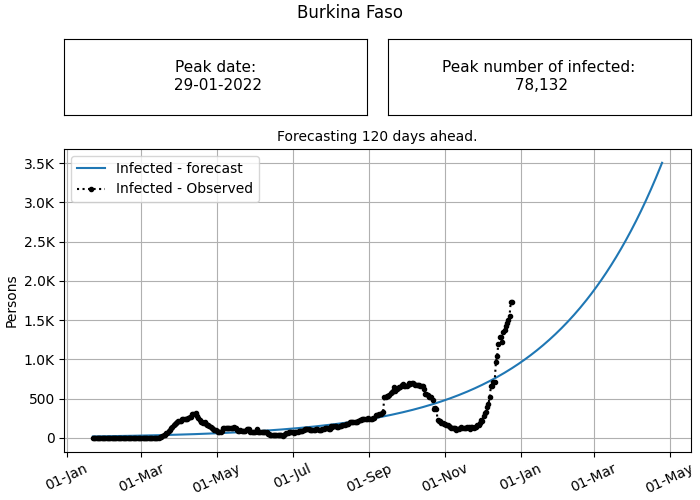 Burkina Faso
Peak date:
29-01-2022
Peak number of infected:
78,132
Forecasting 120 days ahead.
Infected - forecast
Infected - Observed
3.5K
3.0K
2.5K
2.0K
1.5K
1.0K
500
0
Persons
01-Jan
01-Mar
01-May
01-Jul
01-Sep
01-Nov
01-Jan
01-Mar
01-May